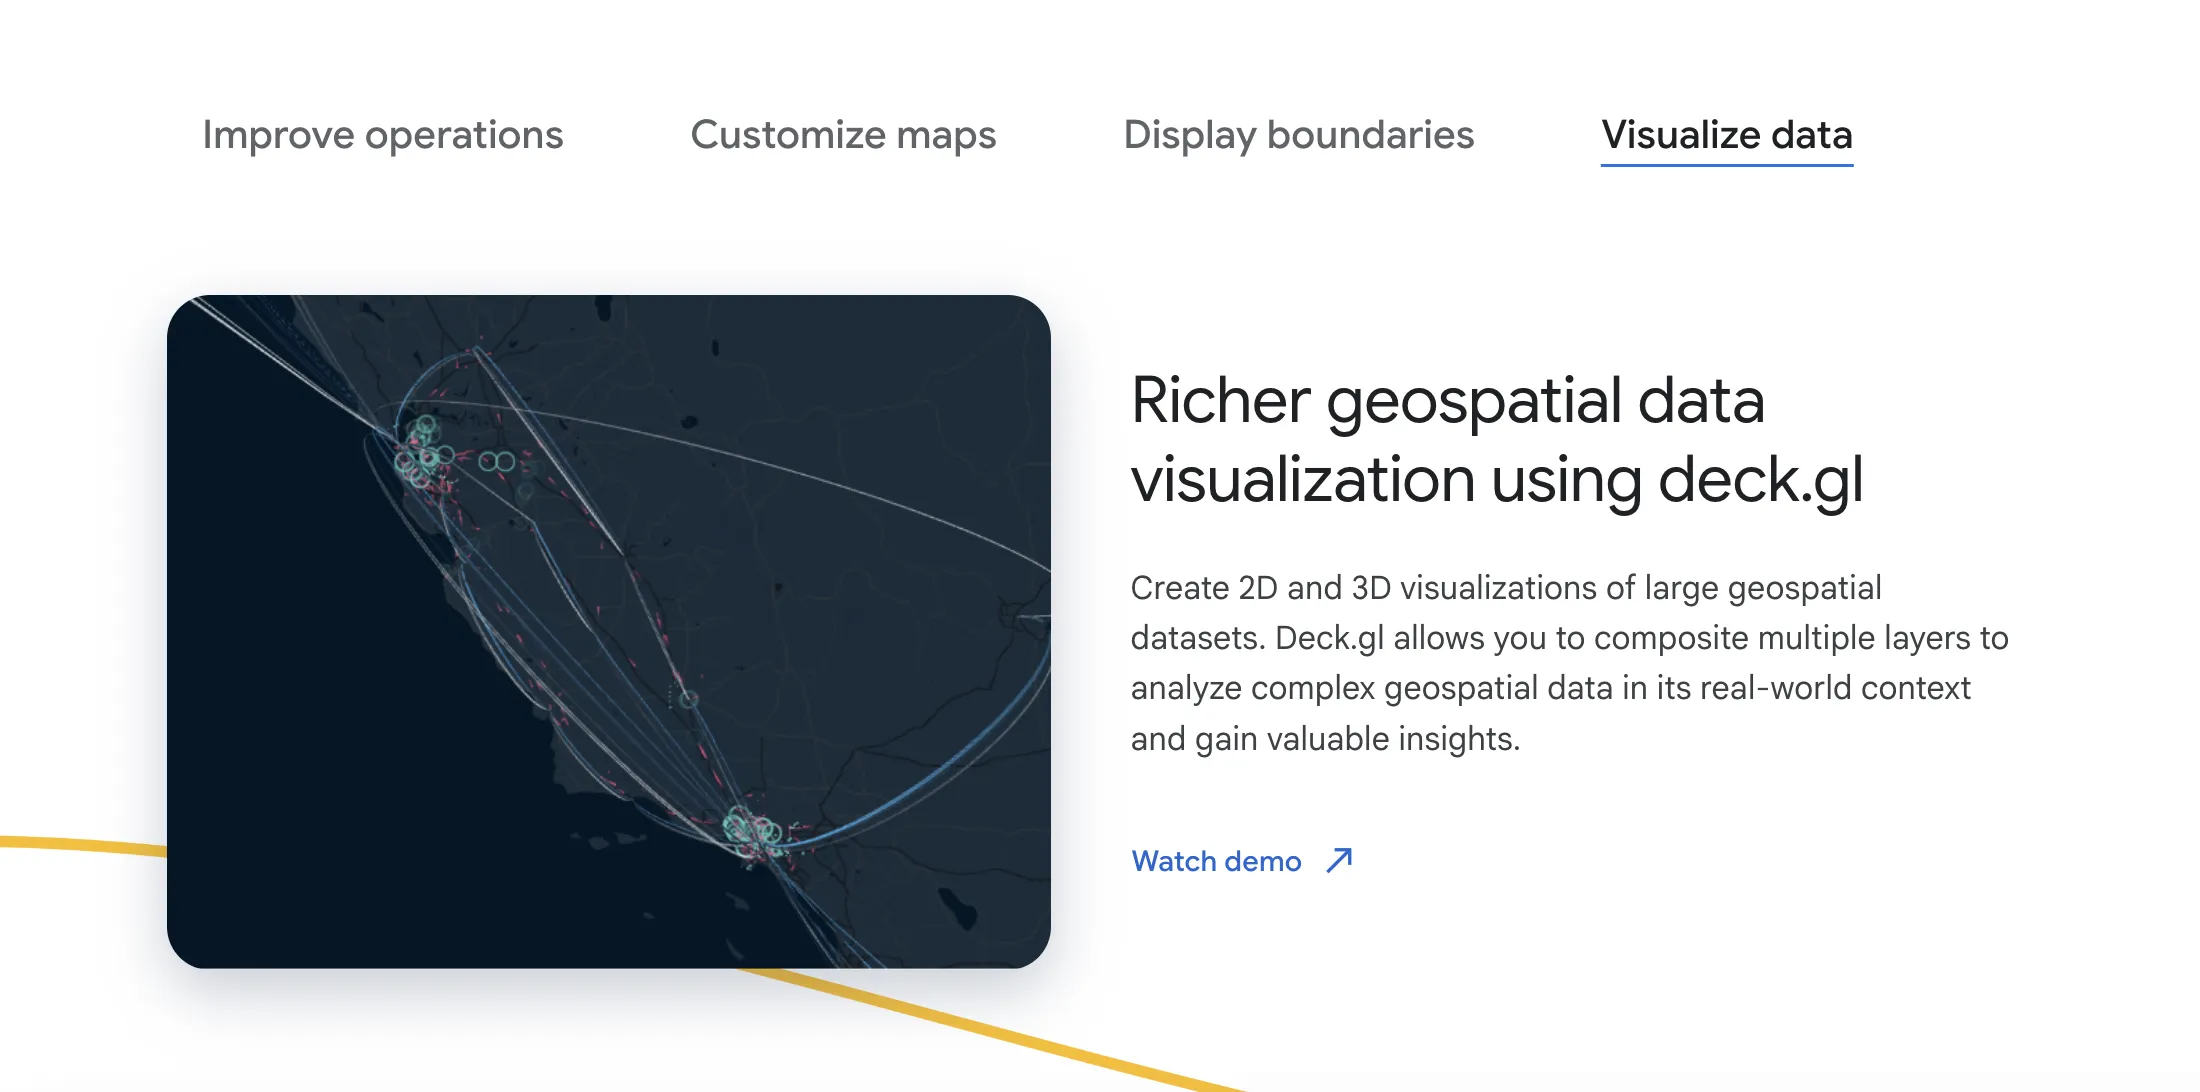 Improve operations
Customize maps
Display boundaries
Visualize data
Richer geospatial data
visualization using deck.gl
Create 2D and 3D visualizations of large geospatial
datasets. Deck.gl allows you to composite multiple layers to
analyze complex geospatial data in its real-world context
and gain valuable insights.
Watch demo